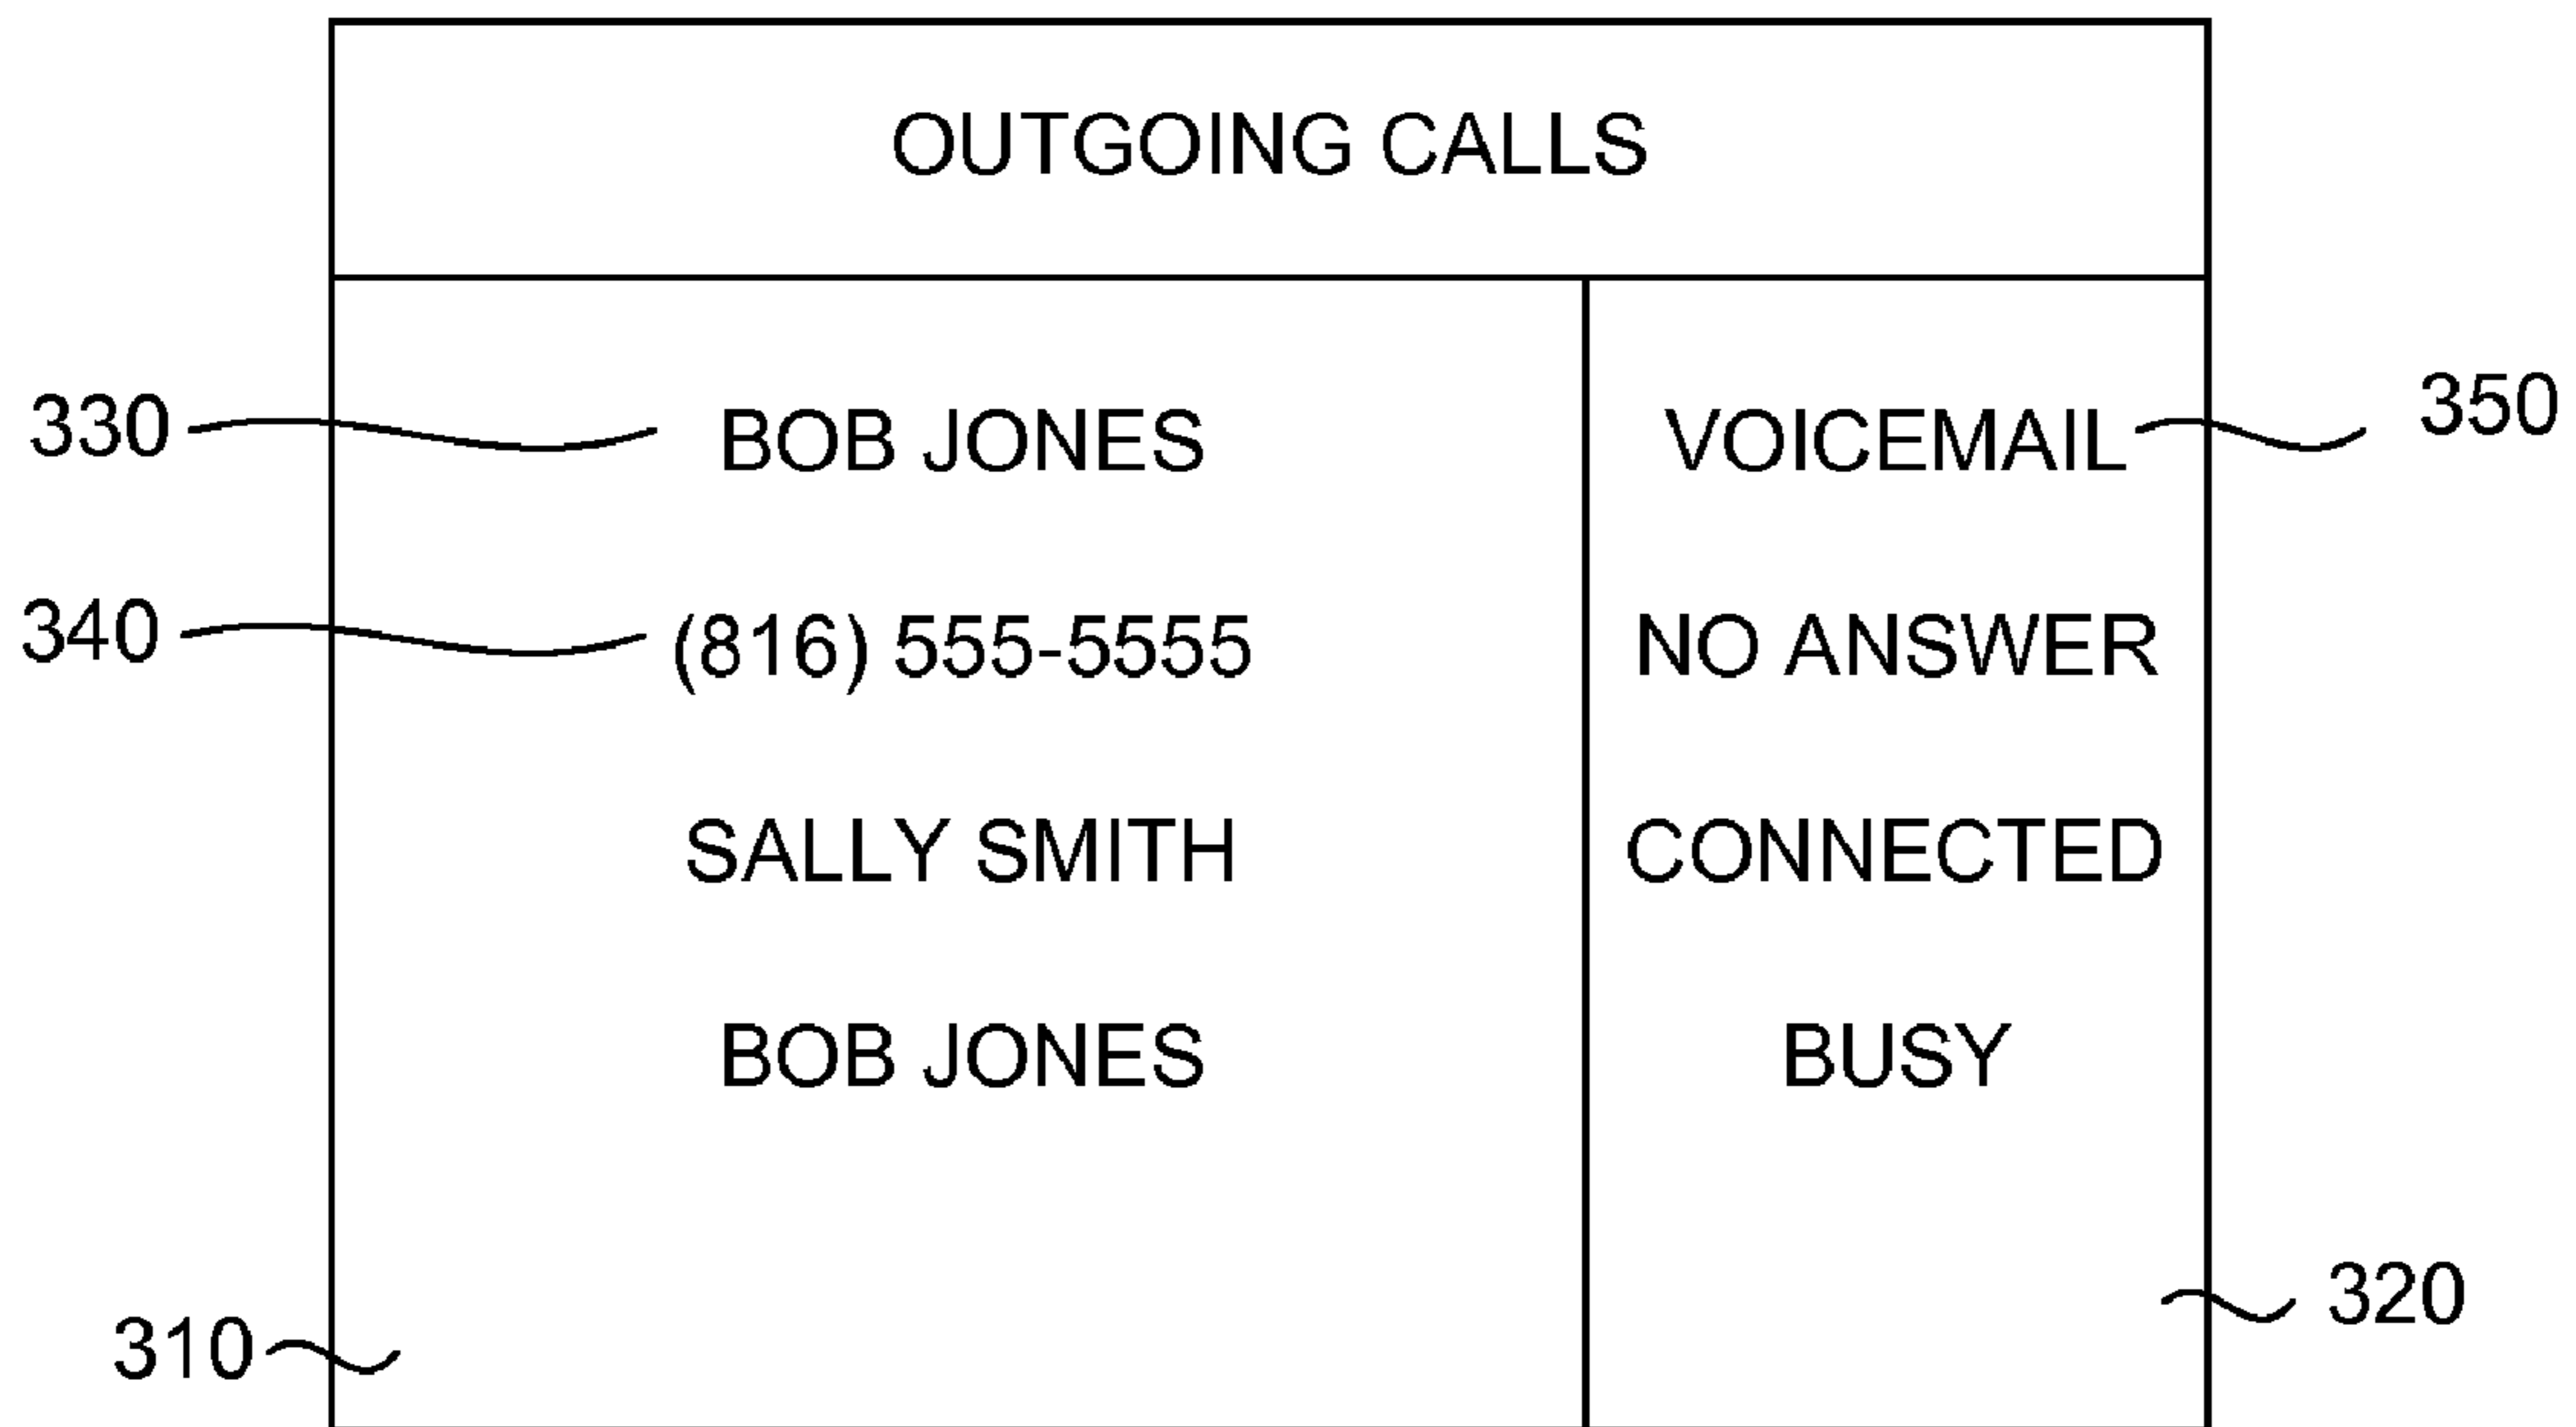 OUTGOING CALLS
330 BOB JONES VOICEMAIL 350
340 (816) 555-5555 NO ANSWER
SALLY SMITH CONNECTED
BOB JONES BUSY
320
310